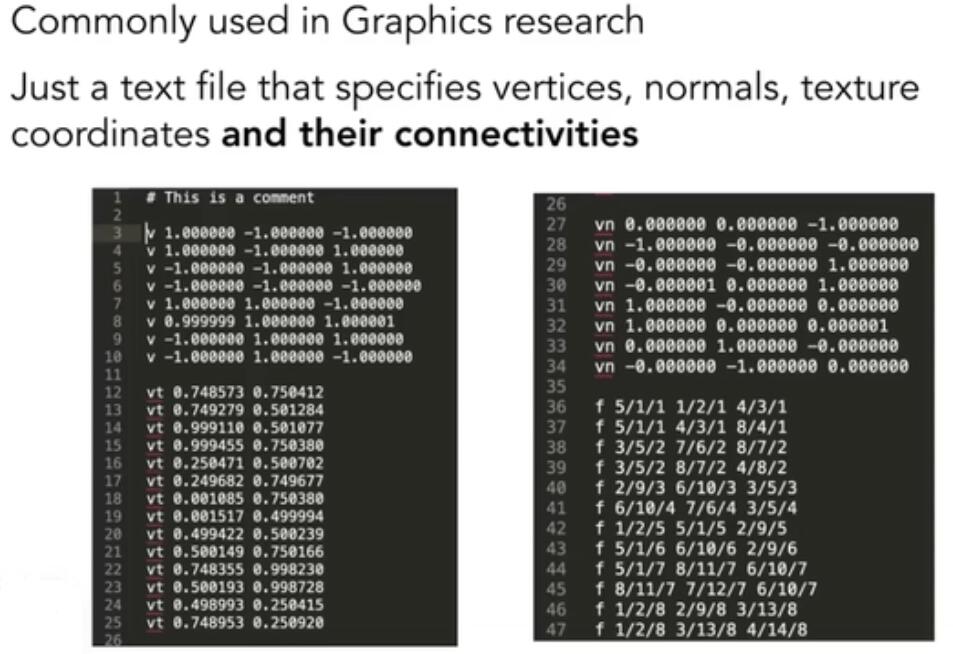 Commonly used in Graphics research
Just a text file that specifies vertices, normals, texture
coordinates and their connectivities
1 # This is a comment
2
3 v 1.000000 -1.000000 -1.000000
4 v 1.000000 -1.000000 1.000000
5 v -1.000000 -1.000000 1.000000
6 v -1.000000 -1.000000 -1.000000
7 v 1.000000 1.000000 -1.000000
8 v 0.999999 1.000000 1.000001
9 v -1.000000 1.000000 1.000000
10 v -1.000000 1.000000 -1.000000
11
12 vt 0.748573 0.750412
13 vt 0.749279 0.501284
14 vt 0.999110 0.501077
15 vt 0.999455 0.750380
16 vt 0.250471 0.500702
17 vt 0.249682 0.749677
18 vt 0.001085 0.750380
19 vt 0.001517 0.499994
20 vt 0.499422 0.500239
21 vt 0.500149 0.750166
22 vt 0.748355 0.998230
23 vt 0.500193 0.998728
24 vt 0.498993 0.250415
25 vt 0.748953 0.250920
26
26
27 vn 0.000000 0.000000 -1.000000
28 vn -1.000000 -0.000000 -0.000000
29 vn -0.000000 -0.000000 1.000000
30 vn -0.000001 0.000000 1.000000
31 vn 1.000000 -0.000000 0.000000
32 vn 1.000000 0.000000 0.000001
33 vn 0.000000 1.000000 -0.000000
34 vn -0.000000 -1.000000 0.000000
35
36 f 5/1/1 1/2/1 4/3/1
37 f 5/1/1 4/3/1 8/4/1
38 f 3/5/2 7/6/2 8/7/2
39 f 3/5/2 8/7/2 4/8/2
40 f 2/9/3 6/10/3 3/5/3
41 f 6/10/4 7/6/4 3/5/4
42 f 1/2/5 5/1/5 2/9/5
43 f 5/1/6 6/10/6 2/9/6
44 f 5/1/7 8/11/7 6/10/7
45 f 8/11/7 7/12/7 6/10/7
46 f 1/2/8 2/9/8 3/13/8
47 f 1/2/8 3/13/8 4/14/8